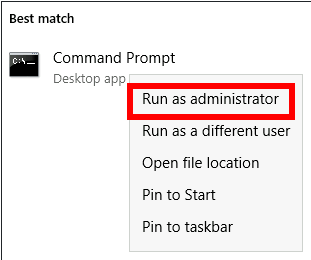 Best match
C:\.
Command Prompt
Desktop app
Run as administrator
Run as a different user
Open file location
Pin to Start
Pin to taskbar